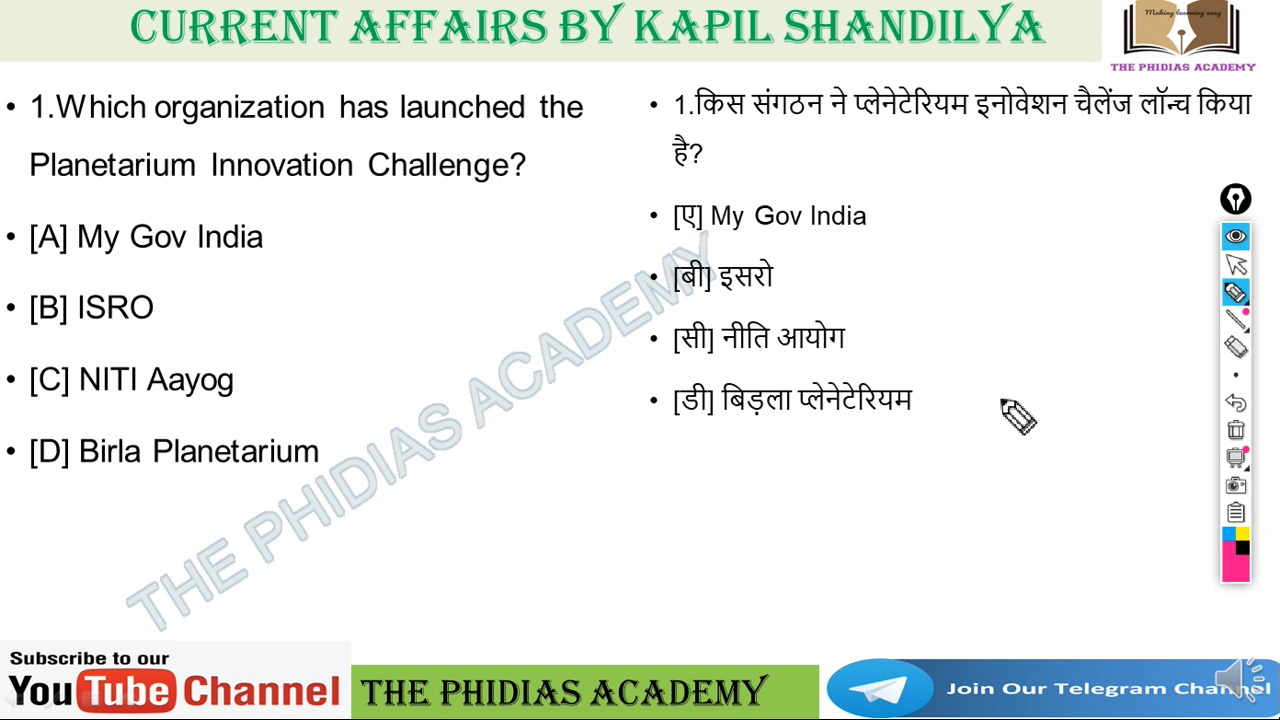 CURRENT AFFAIRS BY KAPIL SHANDILYA
Making learning easy
THE PHIDIAS ACADEMY
• 1.Which organization has launched the
Planetarium Innovation Challenge?
• [A] My Gov India
• [B] ISRO
• [C] NITI Aayog
• [D] Birla Planetarium
• 1.किस संगठन ने प्लेनेटेरियम इनोवेशन चैलेंज लॉन्च किया
है?
• [ए] My Gov India
• [बी] इसरो
• [सी] नीति आयोग
• [डी] बिड़ला प्लेनेटेरियम
THE PHIDIAS ACADEMY
Subscribe to our
YouTube Channel
THE PHIDIAS ACADEMY
Join Our Telegram Channel